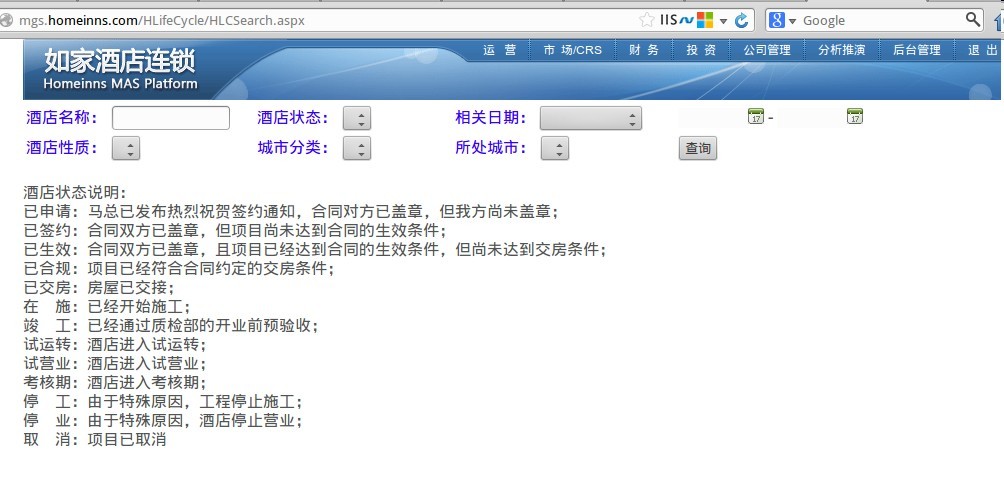 mgs.homeinns.com/HLifeCycle/HLCSearch.aspx
IIS
Google
如家酒店连锁
Homeinns MAS Platform
运 营 市 场/CRS 财 务 投 资 公司管理 分析推演 后台管理 退 出
酒店名称: 酒店状态: 相关日期: 17 - 17
酒店性质: 城市分类: 所处城市: 查询
酒店状态说明:
已申请: 马总已发布热烈祝贺签约通知，合同对方已盖章，但我方尚未盖章;
已签约: 合同双方已盖章，但项目尚未达到合同的生效条件;
已生效: 合同双方已盖章，且项目已经达到合同的生效条件，但尚未达到交房条件;
已合规: 项目已经符合合同约定的交房条件;
已交房: 房屋已交接;
在 施: 已经开始施工;
竣 工: 已经通过质检部的开业前预验收;
试运转: 酒店进入试运转;
试营业: 酒店进入试营业;
考核期: 酒店进入考核期;
停 工: 由于特殊原因，工程停止施工;
停 业: 由于特殊原因，酒店停止营业;
取 消: 项目已取消